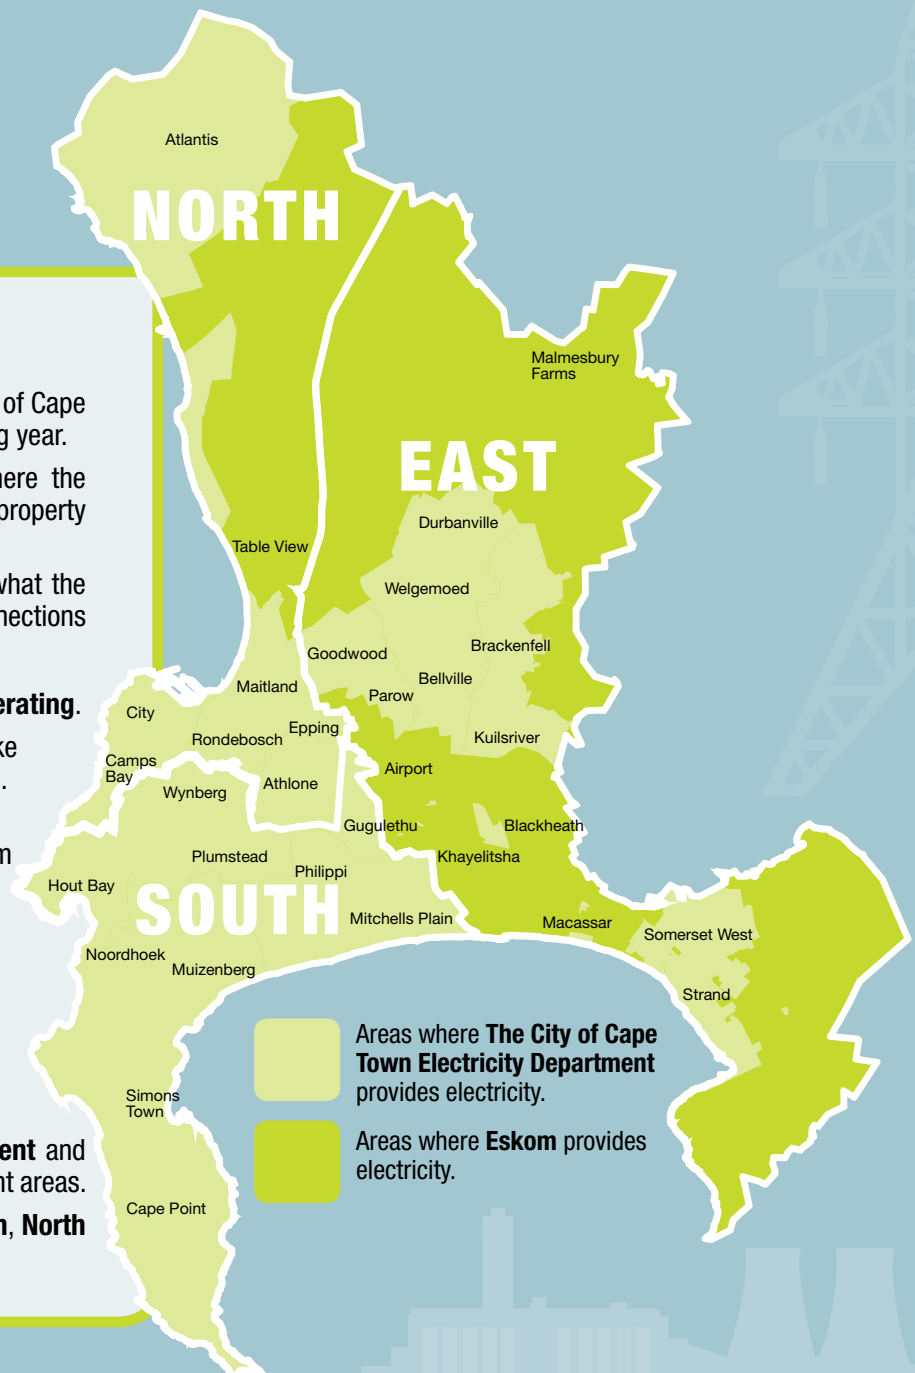 of Cape
g year.
here the
property
what the
nnections
erating.
ke
.
m
ent and
nt areas.
n, North
Atlantis
NORTH
Malmesbury
Farms
EAST
Durbanville
Table View
Welgemoed
Goodwood
Brackenfell
Bellville
Maitland
Parow
City
Epping
Rondebosch
Kuilsriver
Camps
Bay
Airport
Athlone
Wynberg
Gugulethu
Blackheath
Plumstead
Khayelitsha
Philippi
Hout Bay
SOUTH
Mitchells Plain
Macassar
Somerset West
Noordhoek
Muizenberg
Strand
Simons
Town
Cape Point
Areas where The City of Cape
Town Electricity Department
provides electricity.
Areas where Eskom provides
electricity.